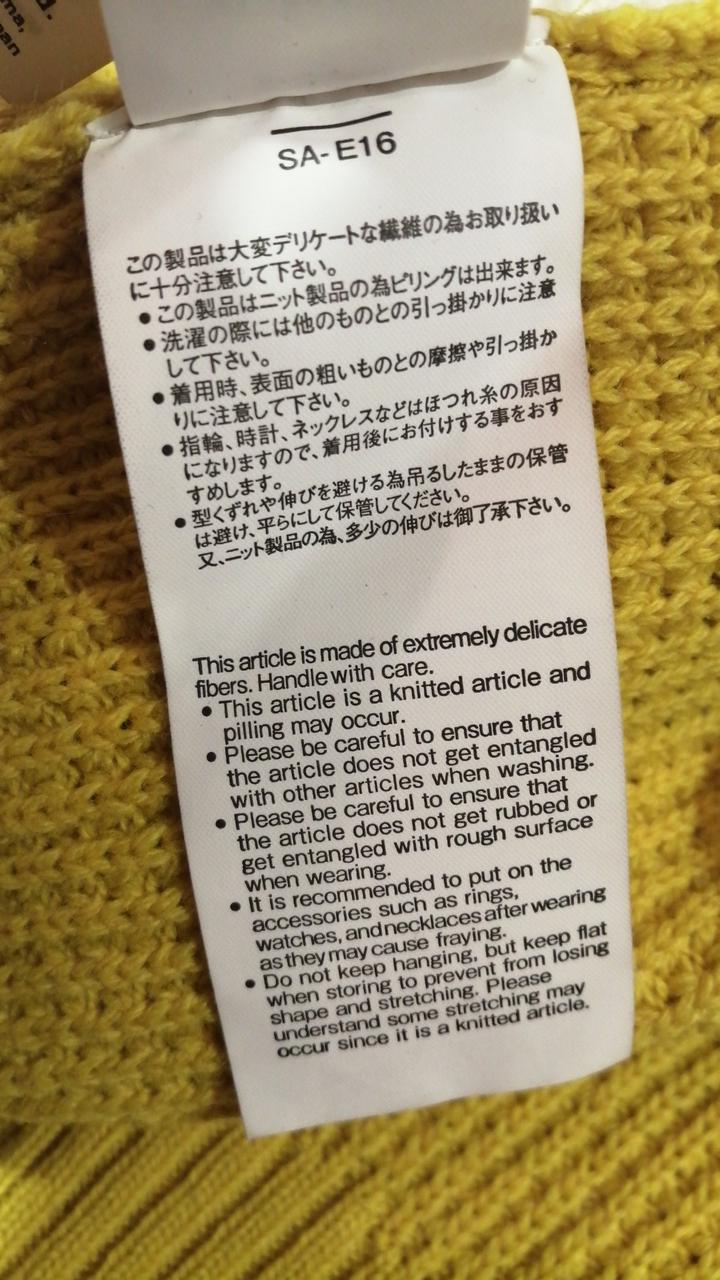 ma,
man
SA-E16
この製品は大変デリケートな繊維の為お取り扱い
に十分注意して下さい。
● この製品はニット製品の為ピリングは出来ます。
● 洗濯の際には他のものとの引っ掛かりに注意
して下さい。
● 着用時、表面の粗いものとの摩擦や引っ掛か
りに注意して下さい。
● 指輪、時計、ネックレスなどはほつれ糸の原因
になりますので、着用後にお付けする事をおす
すめします。
● 型くずれや伸びを避ける為吊るしたままの保管
は避け、平らにして保管してください。
又、ニット製品の為、多少の伸びは御了承下さい。
This article is made of extremely delicate
fibers. Handle with care.
● This article is a knitted article and
pilling may occur.
● Please be careful to ensure that
the article does not get entangled
with other articles when washing.
● Please be careful to ensure that
the article does not get rubbed or
get entangled with rough surface
when wearing.
● It is recommended to put on the
accessories such as rings,
watches, and necklaces after wearing
as they may cause fraying.
● Do not keep hanging, but keep flat
when storing to prevent from losing
shape and stretching. Please
understand some stretching may
occur since it is a knitted article.